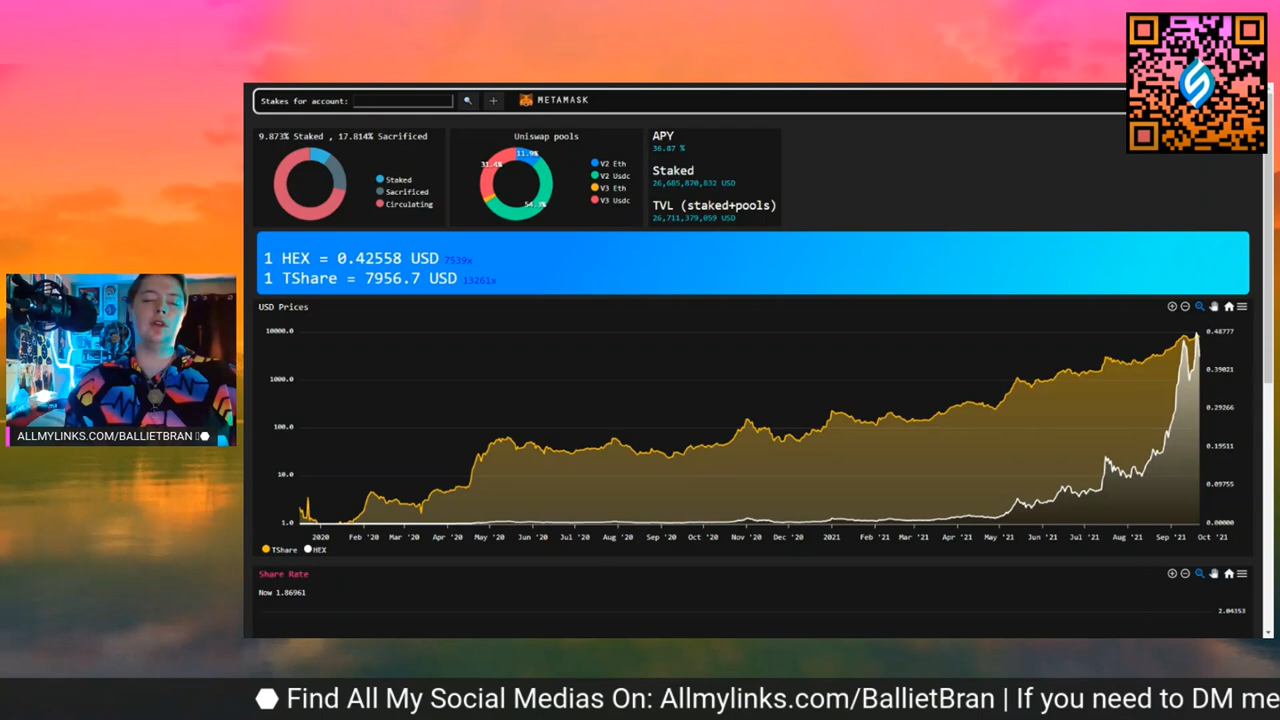 Stakes for account:
METAMASK
9.873% Staked , 17.814% Sacrificed
Staked
Sacrificed
Circulating
Uniswap pools
11.9%
31.4%
54.7%
V2 Eth
V2 Usdc
V3 Eth
V3 Usdc
APY
36.87 %
Staked
26,685,870,832 USD
TVL (staked+pools)
26,711,379,059 USD
1 HEX = 0.42558 USD 7539x
1 TShare = 7956.7 USD 13261x
USD Prices
10000.0
1000.0
100.0
10.0
1.0
0.48777
0.39021
0.29266
0.19511
0.09755
0.00000
2020 Feb '20 Mar '20 Apr '20 May '20 Jun '20 Jul '20 Aug '20 Sep '20 Oct '20 Nov '20 Dec '20 2021 Feb '21 Mar '21 Apr '21 May '21 Jun '21 Jul '21 Aug '21 Sep '21 Oct '21
TShare HEX
Share Rate
Now 1.86961
2.04353
ALLMYLINKS.COM/BALLIETBRAN
Find All My Social Medias On: Allmylinks.com/BallietBran | If you need to DM me